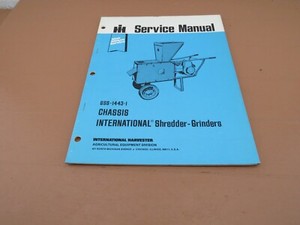 IH Service Manual
GSS-1443-1
CHASSIS
INTERNATIONAL Shredder-Grinders
INTERNATIONAL HARVESTER
AGRICULTURAL EQUIPMENT DIVISION